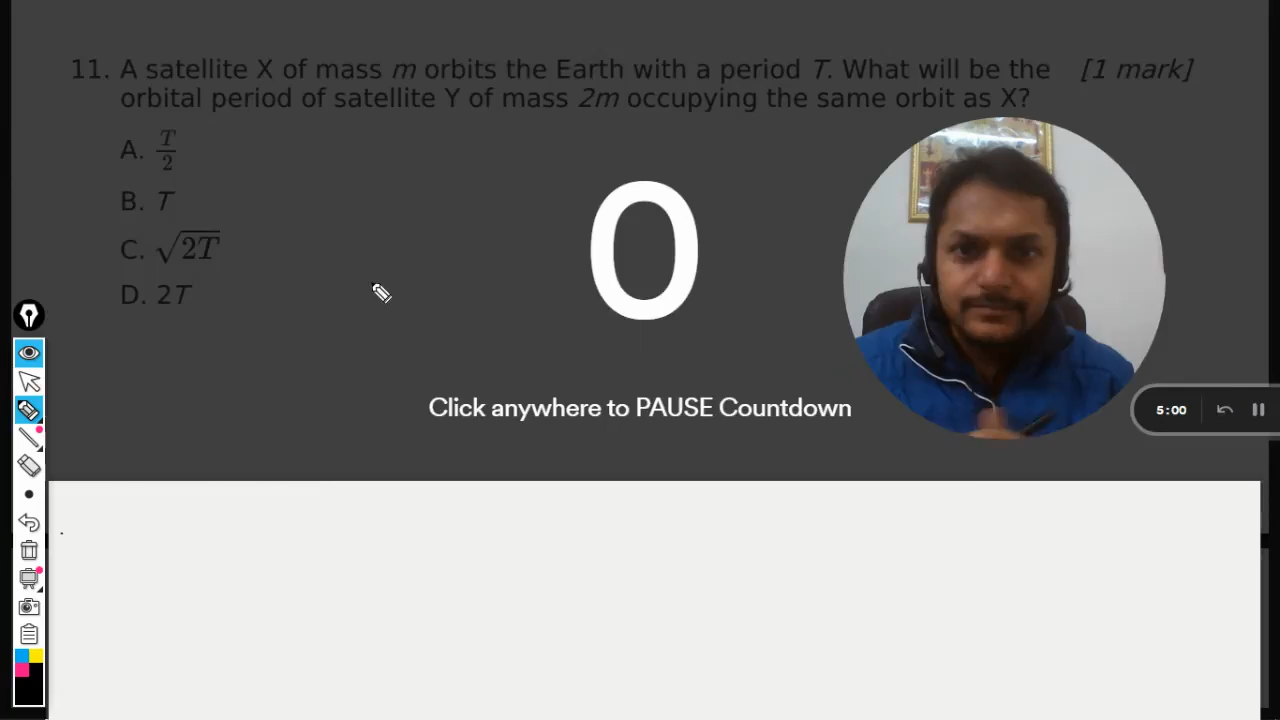 11. A satellite X of mass m orbits the Earth with a period T. What will be the [1 mark]
orbital period of satellite Y of mass 2m occupying the same orbit as X?
A. T/2
B. T
C. √2T
D. 2T
0
Click anywhere to PAUSE Countdown
5:00